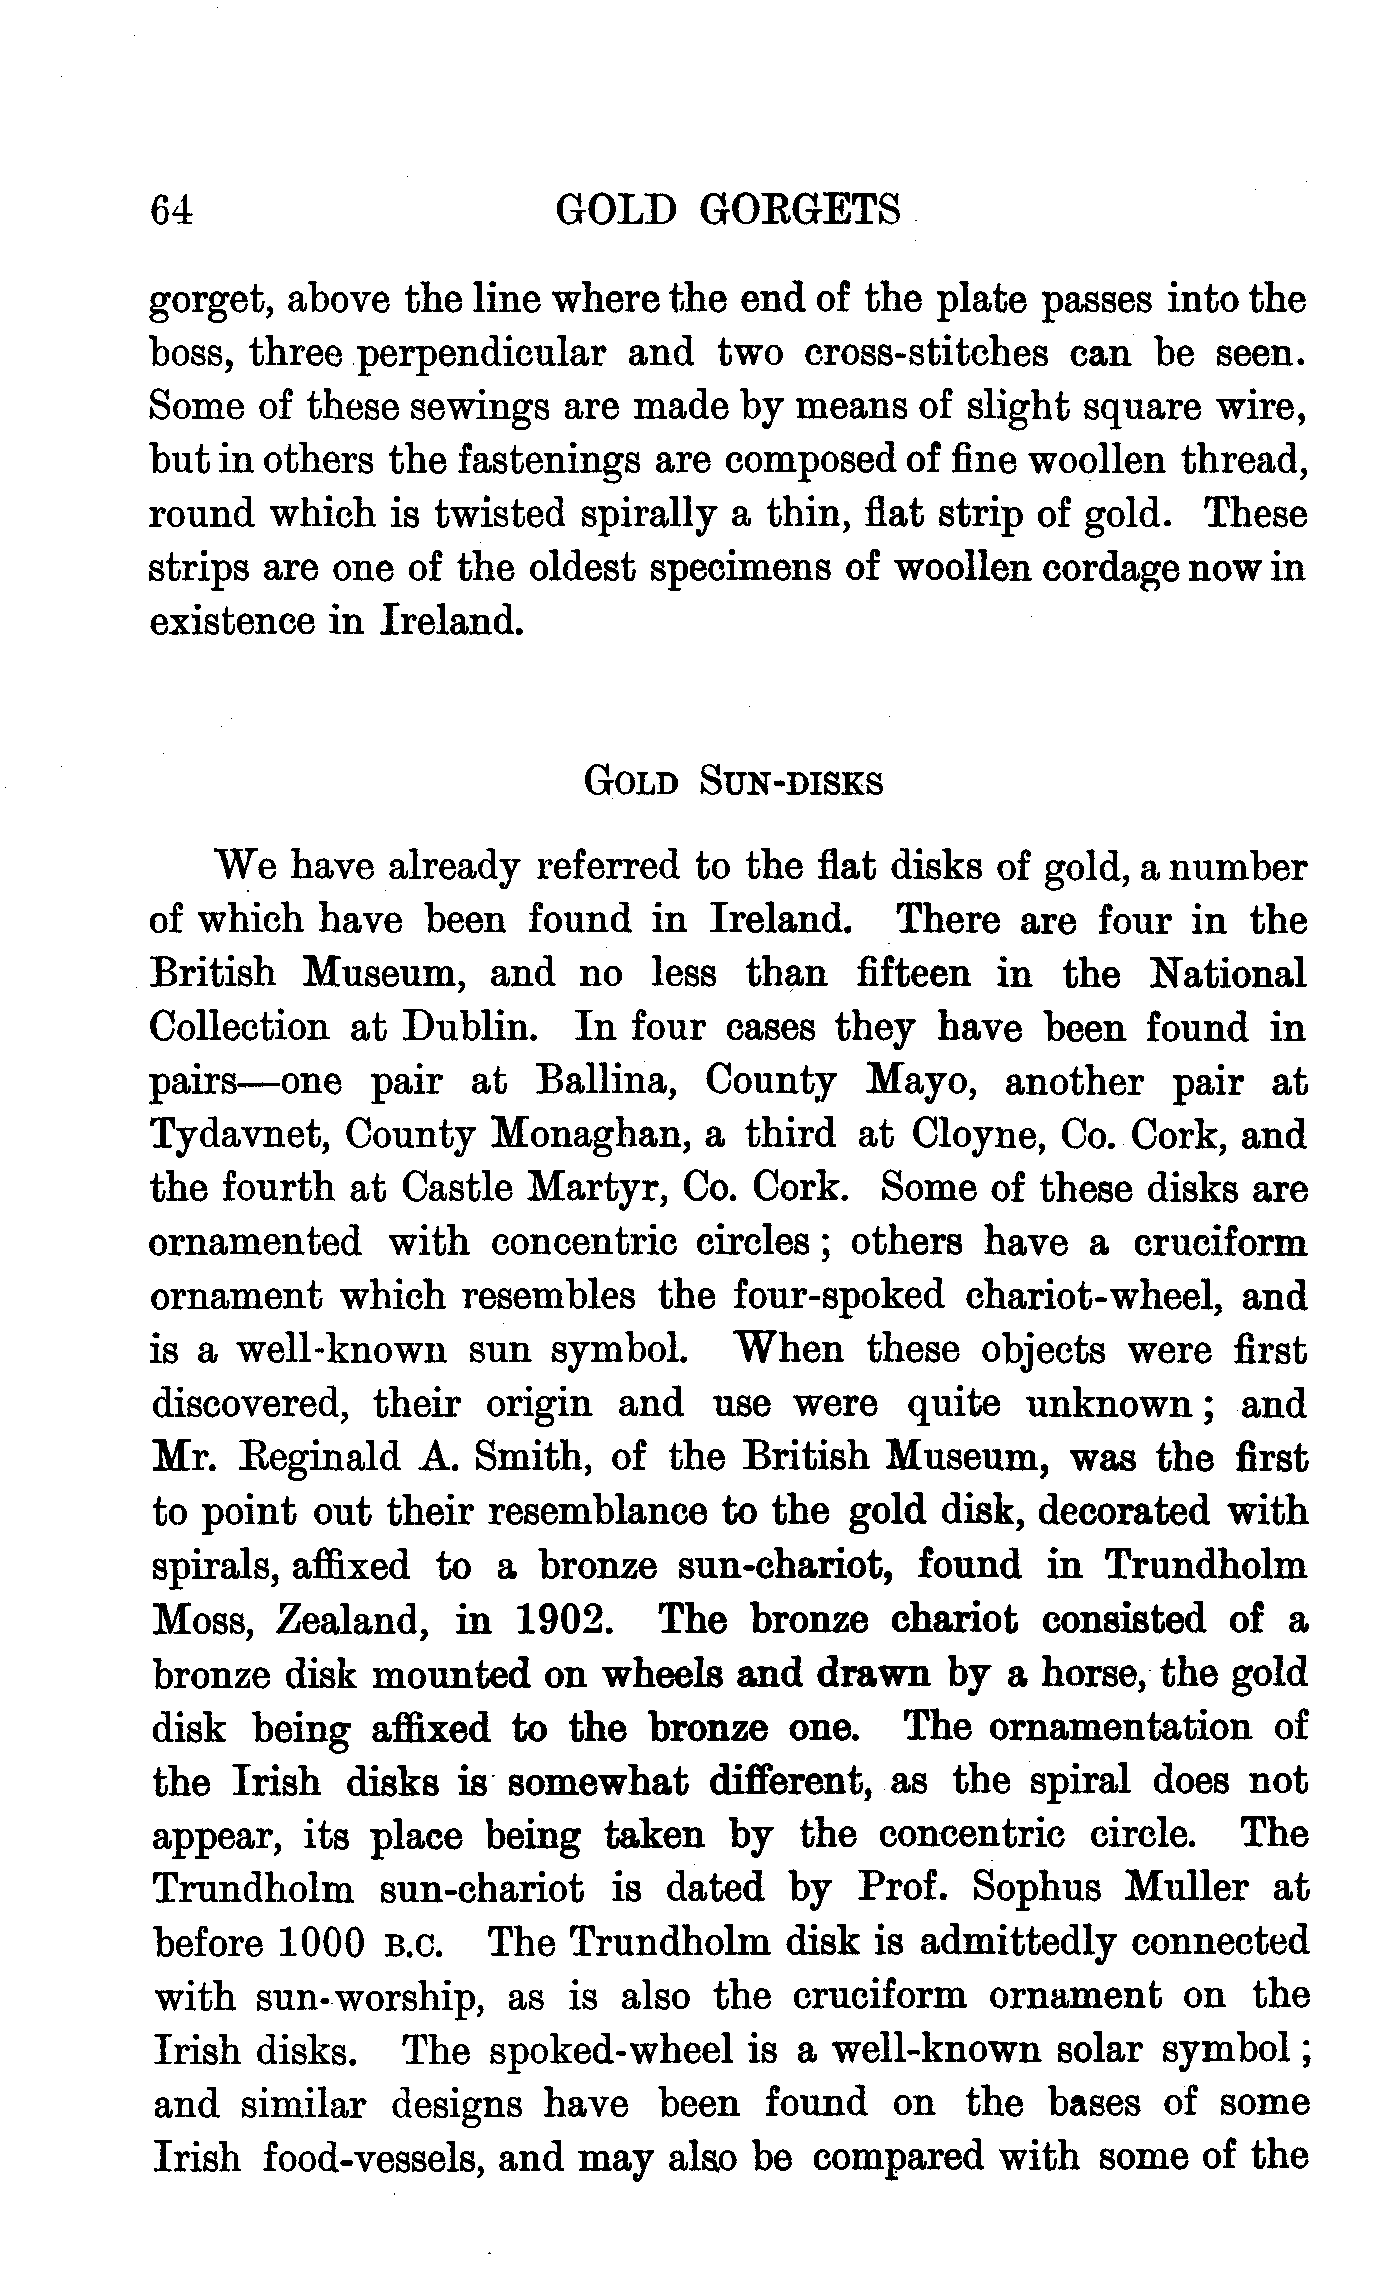 64 GOLD GORGETS
gorget, above the line where the end of the plate passes into the
boss, three perpendicular and two cross-stitches can be seen.
Some of these sewings are made by means of slight square wire,
but in others the fastenings are composed of fine woollen thread,
round which is twisted spirally a thin, flat strip of gold. These
strips are one of the oldest specimens of woollen cordage now in
existence in Ireland.
GOLD SUN-DISKS
We have already referred to the flat disks of gold, a number
of which have been found in Ireland. There are four in the
British Museum, and no less than fifteen in the National
Collection at Dublin. In four cases they have been found in
pairs—one pair at Ballina, County Mayo, another pair at
Tydavnet, County Monaghan, a third at Cloyne, Co. Cork, and
the fourth at Castle Martyr, Co. Cork. Some of these disks are
ornamented with concentric circles; others have a cruciform
ornament which resembles the four-spoked chariot-wheel, and
is a well-known sun symbol. When these objects were first
discovered, their origin and use were quite unknown; and
Mr. Reginald A. Smith, of the British Museum, was the first
to point out their resemblance to the gold disk, decorated with
spirals, affixed to a bronze sun-chariot, found in Trundholm
Moss, Zealand, in 1902. The bronze chariot consisted of a
bronze disk mounted on wheels and drawn by a horse, the gold
disk being affixed to the bronze one. The ornamentation of
the Irish disks is somewhat different, as the spiral does not
appear, its place being taken by the concentric circle. The
Trundholm sun-chariot is dated by Prof. Sophus Muller at
before 1000 B.C. The Trundholm disk is admittedly connected
with sun-worship, as is also the cruciform ornament on the
Irish disks. The spoked-wheel is a well-known solar symbol;
and similar designs have been found on the bases of some
Irish food-vessels, and may also be compared with some of the